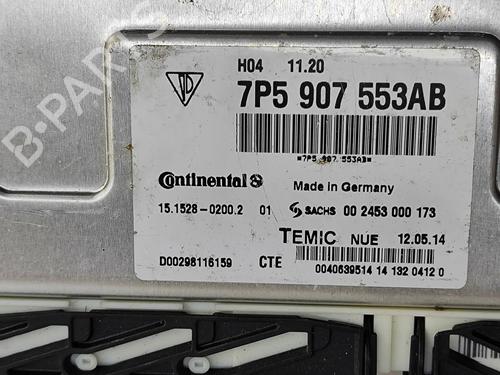 B-PARTS
H04 11.20
7P5 907 553AB
*7P5 907 553AB*
Continental
Made in Germany
15.1528-0200.2 01
SACHS 00 2453 000 173
TEMIC NUE 12.05.14
D00298116159 CTE
0040639514 14 132 0412 0